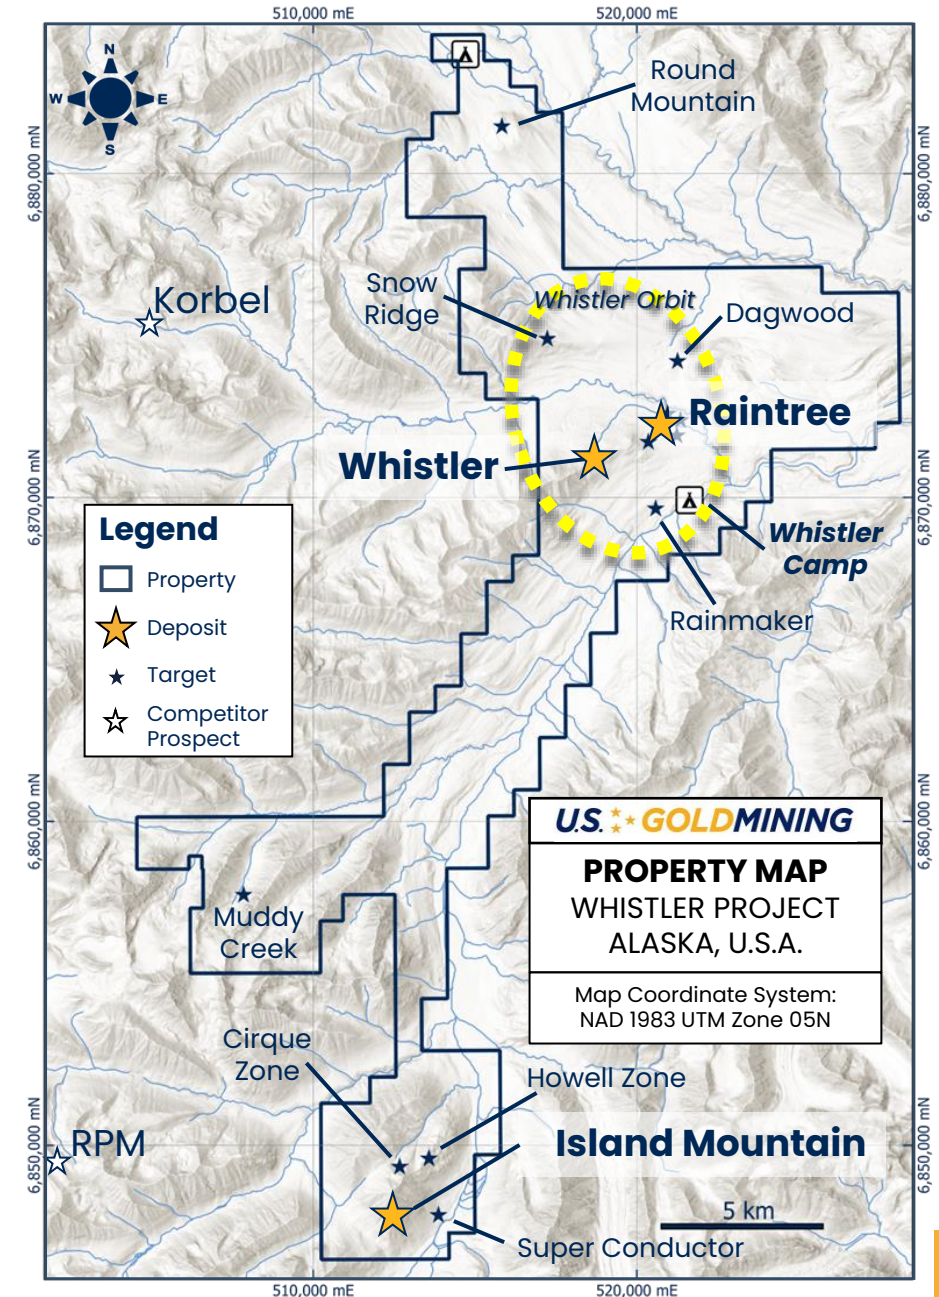 510,000 mE
520,000 mE
N
W
E
S
Round
Mountain
6,880,000 mN
6,880,000 mN
Snow
Ridge
Korbel
Whistler Orbit
Dagwood
Raintree
Whistler
6,870,000 mN
6,870,000 mN
Whistler
Camp
Rainmaker
Legend
Property
Deposit
Target
Competitor
Prospect
6,860,000 mN
6,860,000 mN
U.S. GOLDMINING
PROPERTY MAP
WHISTLER PROJECT
ALASKA, U.S.A.
Map Coordinate System:
NAD 1983 UTM Zone 05N
Muddy
Creek
Cirque
Zone
Howell Zone
6,850,000 mN
6,850,000 mN
RPM
Island Mountain
5 km
Super Conductor
510,000 mE
520,000 mE